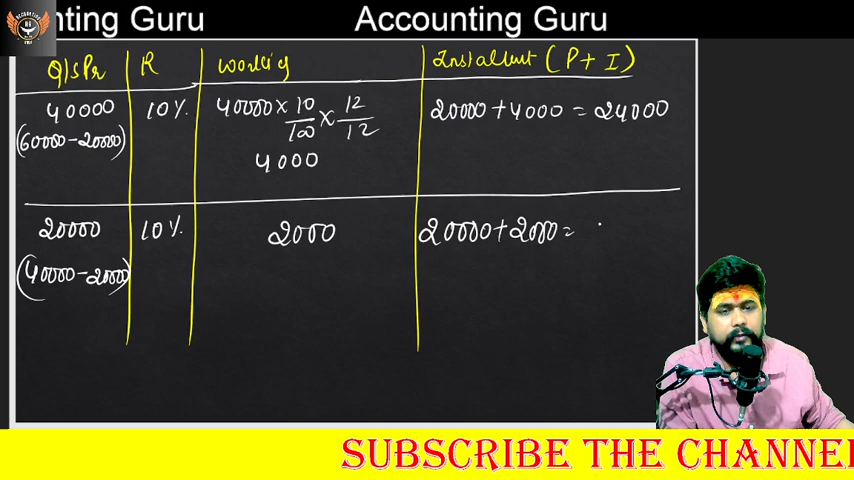 nting Guru
Accounting Guru
O/s Pr
R
Working
Installment (P + I)
40000
(60000-20000)
10%
40000 × 10/100 × 12/12
4000
20000 + 4000 = 24000
20000
(40000-20000)
10%
2000
20000 + 2000 =
SUBSCRIBE THE CHANNEL